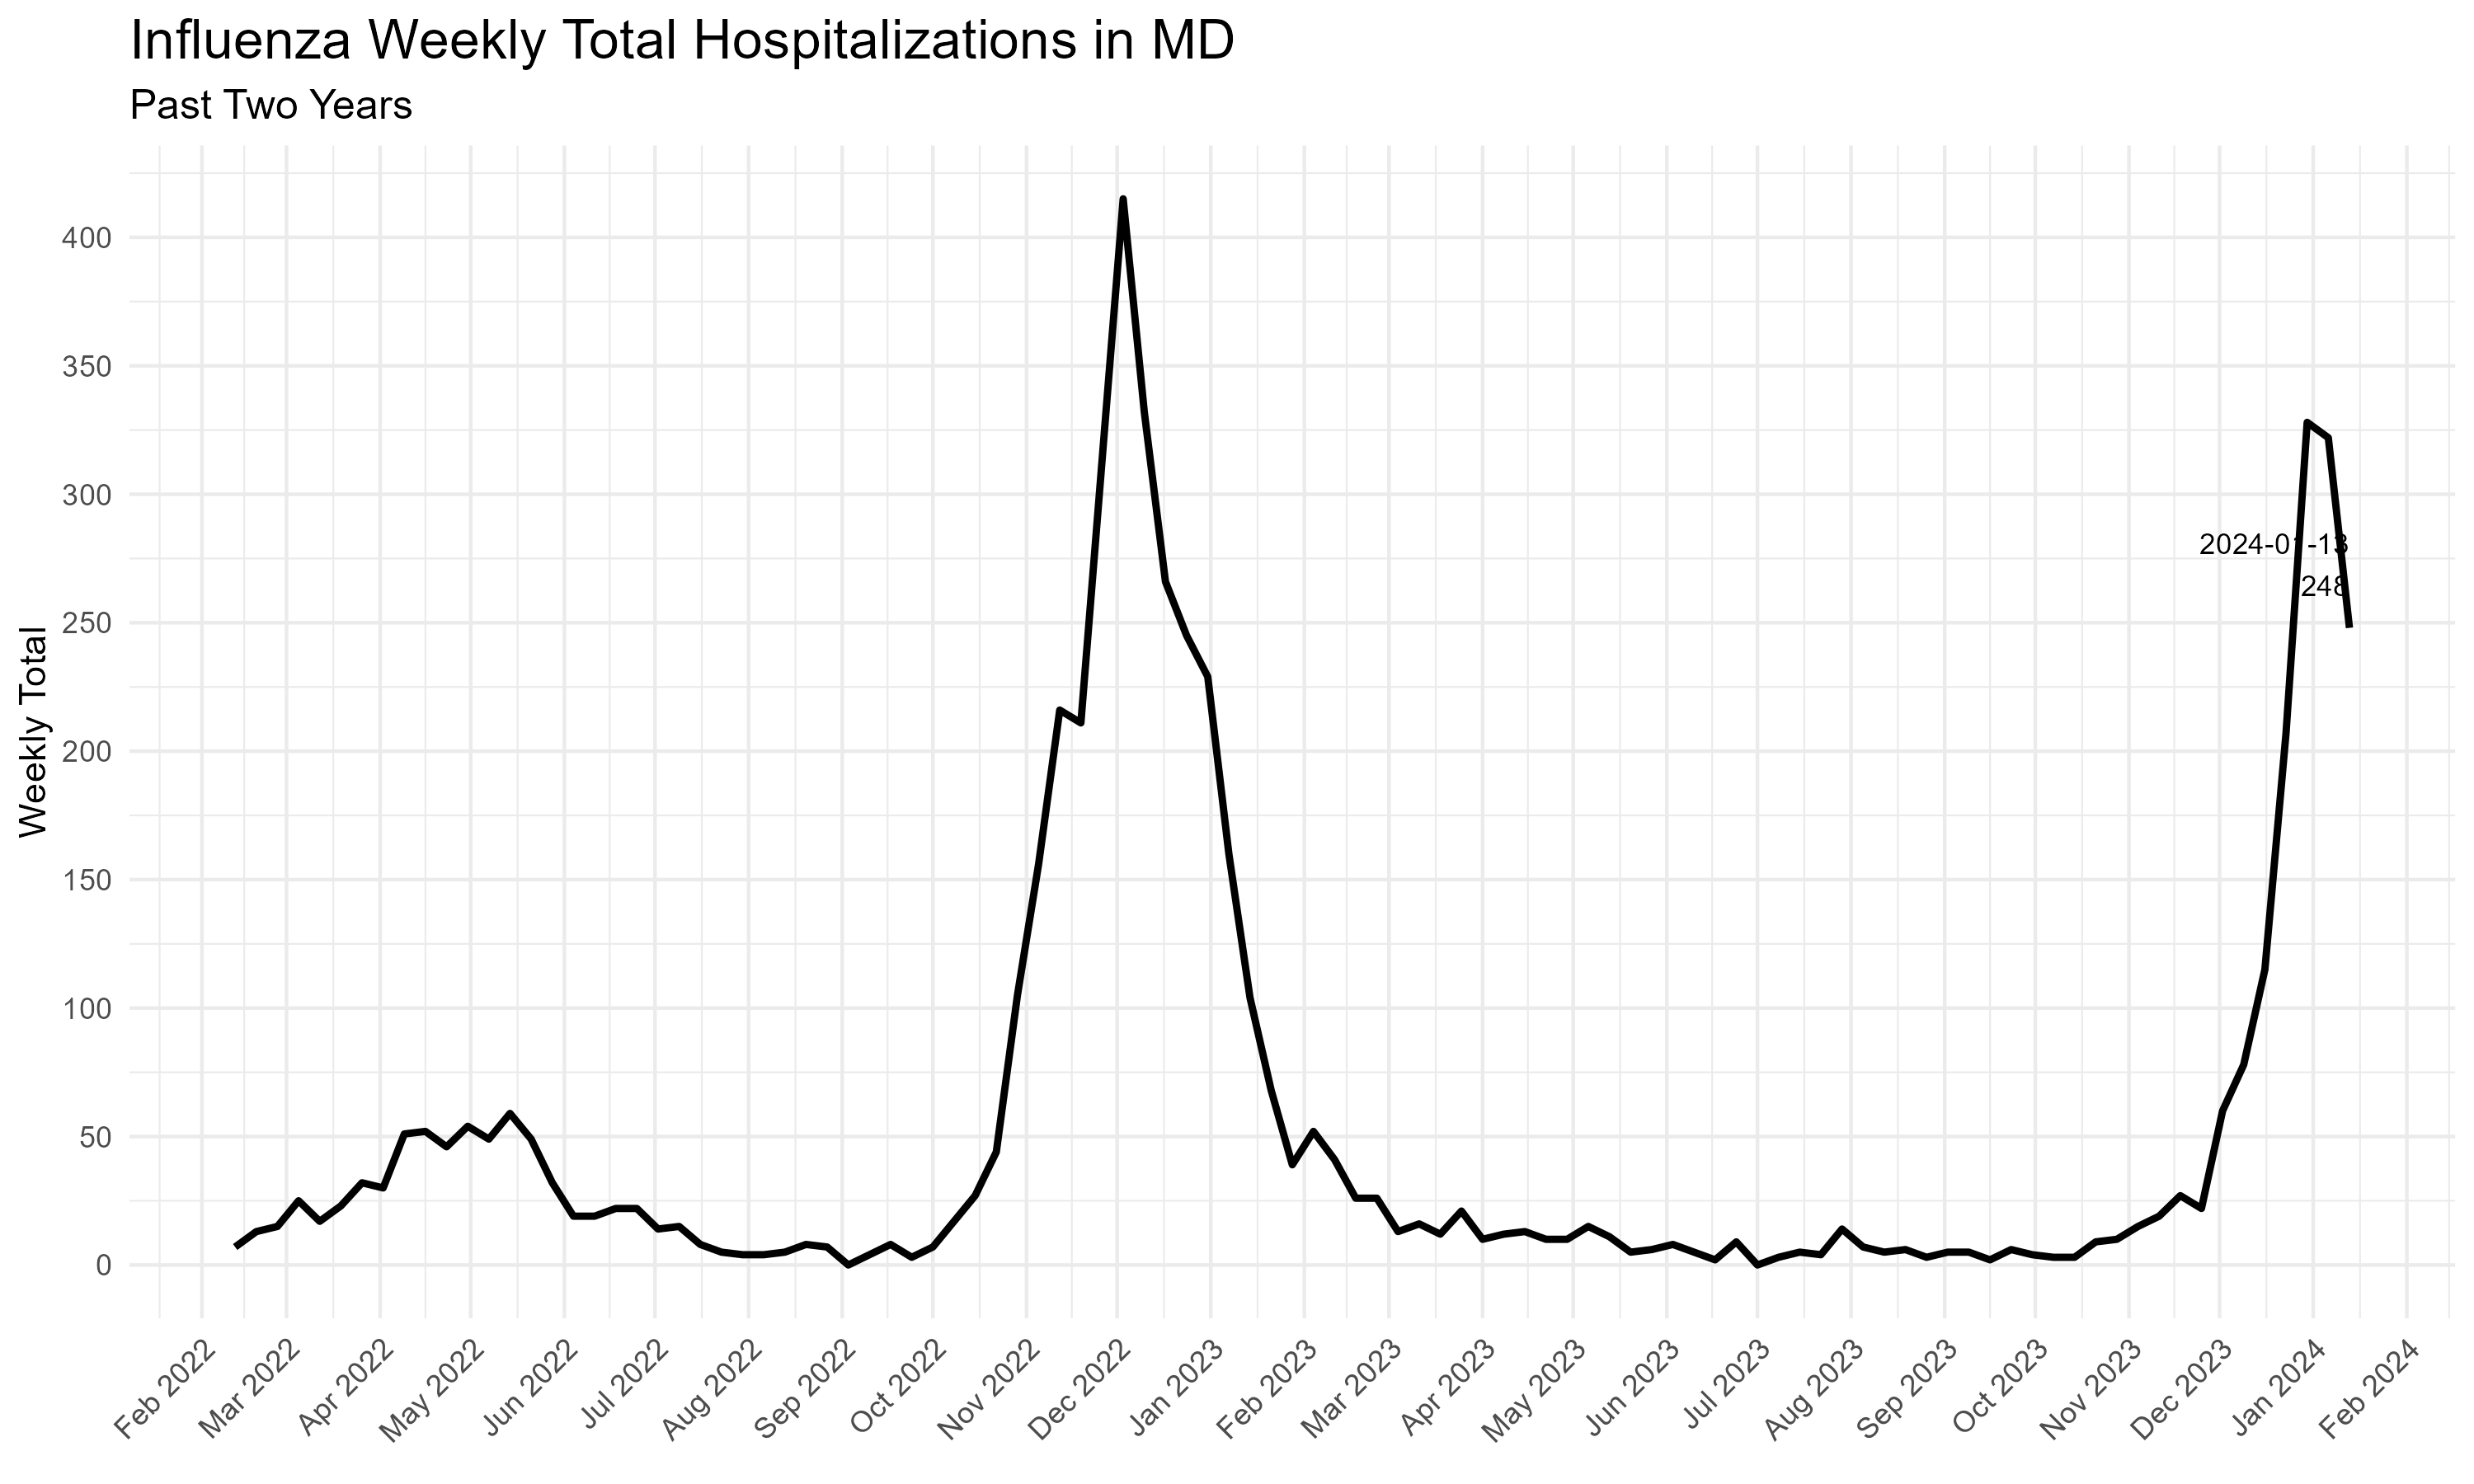 Influenza Weekly Total Hospitalizations in MD
Past Two Years
Weekly Total
400
350
300
250
200
150
100
50
0
2024-01-13
248
Feb 2022
Mar 2022
Apr 2022
May 2022
Jun 2022
Jul 2022
Aug 2022
Sep 2022
Oct 2022
Nov 2022
Dec 2022
Jan 2023
Feb 2023
Mar 2023
Apr 2023
May 2023
Jun 2023
Jul 2023
Aug 2023
Sep 2023
Oct 2023
Nov 2023
Dec 2023
Jan 2024
Feb 2024